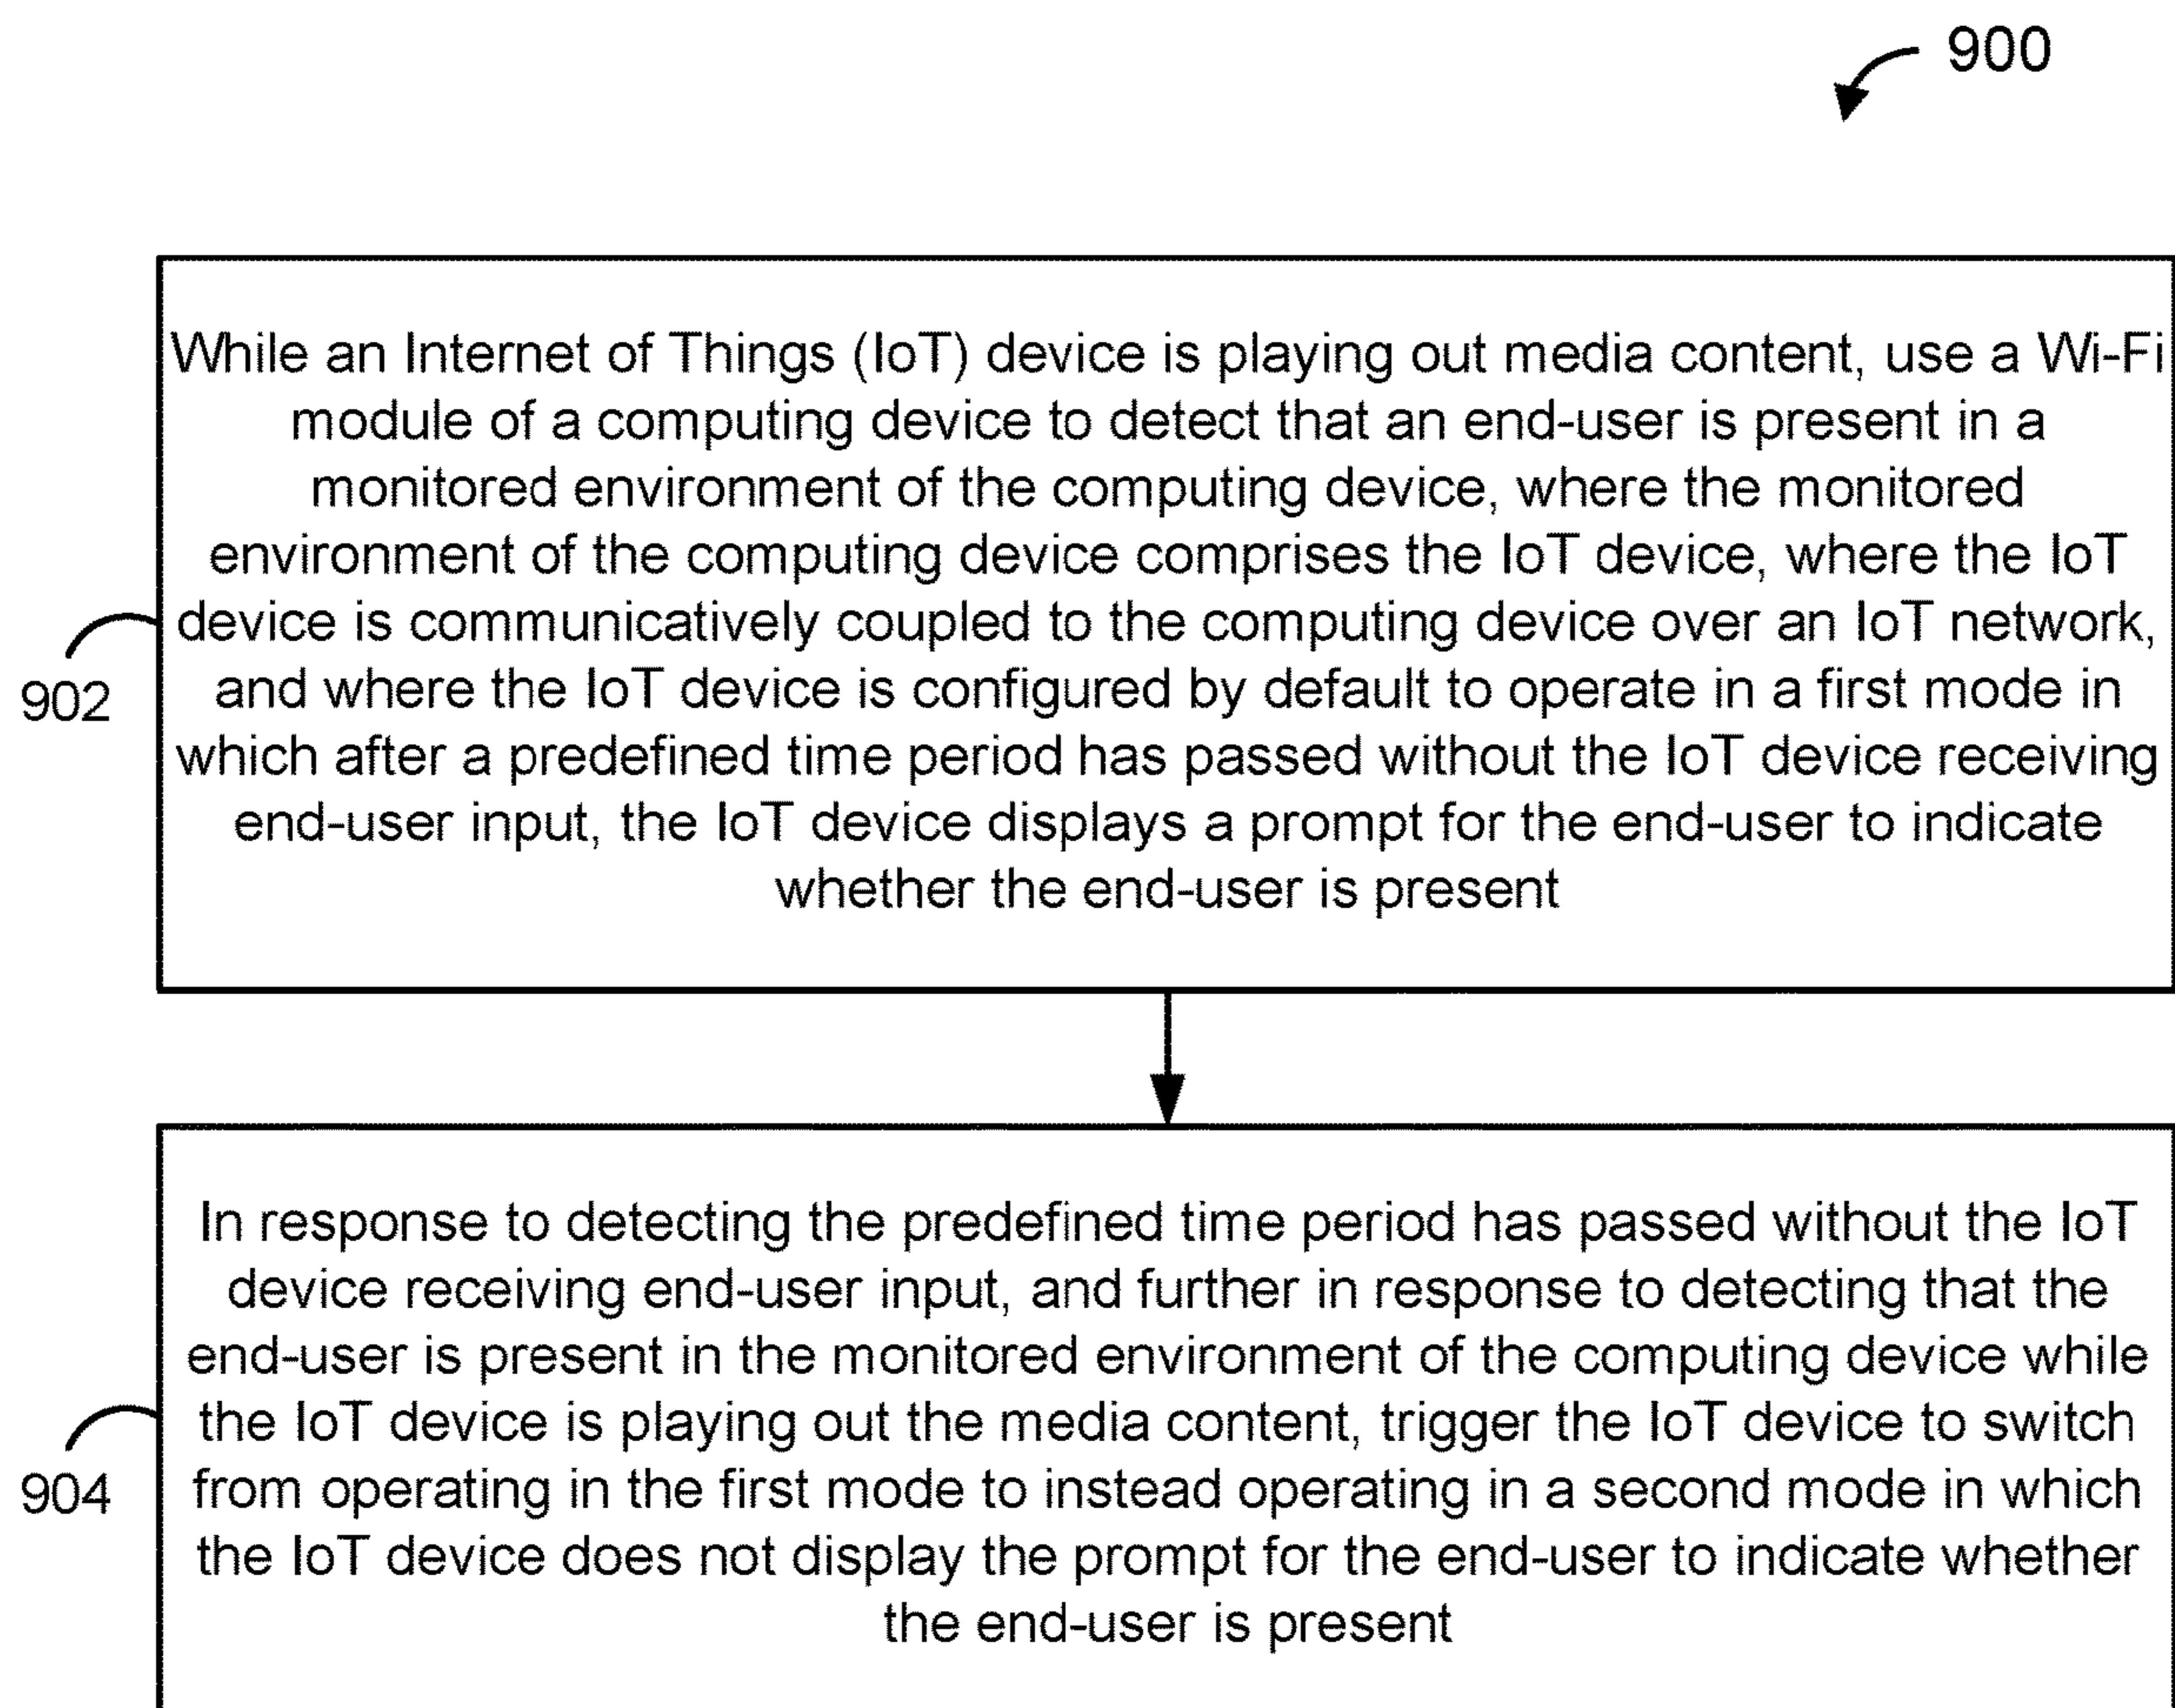 900
While an Internet of Things (IoT) device is playing out media content, use a Wi-Fi
module of a computing device to detect that an end-user is present in a
monitored environment of the computing device, where the monitored
environment of the computing device comprises the IoT device, where the IoT
device is communicatively coupled to the computing device over an IoT network,
and where the IoT device is configured by default to operate in a first mode in
which after a predefined time period has passed without the IoT device receiving
end-user input, the IoT device displays a prompt for the end-user to indicate
whether the end-user is present
902
In response to detecting the predefined time period has passed without the IoT
device receiving end-user input, and further in response to detecting that the
end-user is present in the monitored environment of the computing device while
the IoT device is playing out the media content, trigger the IoT device to switch
from operating in the first mode to instead operating in a second mode in which
the IoT device does not display the prompt for the end-user to indicate whether
the end-user is present
904